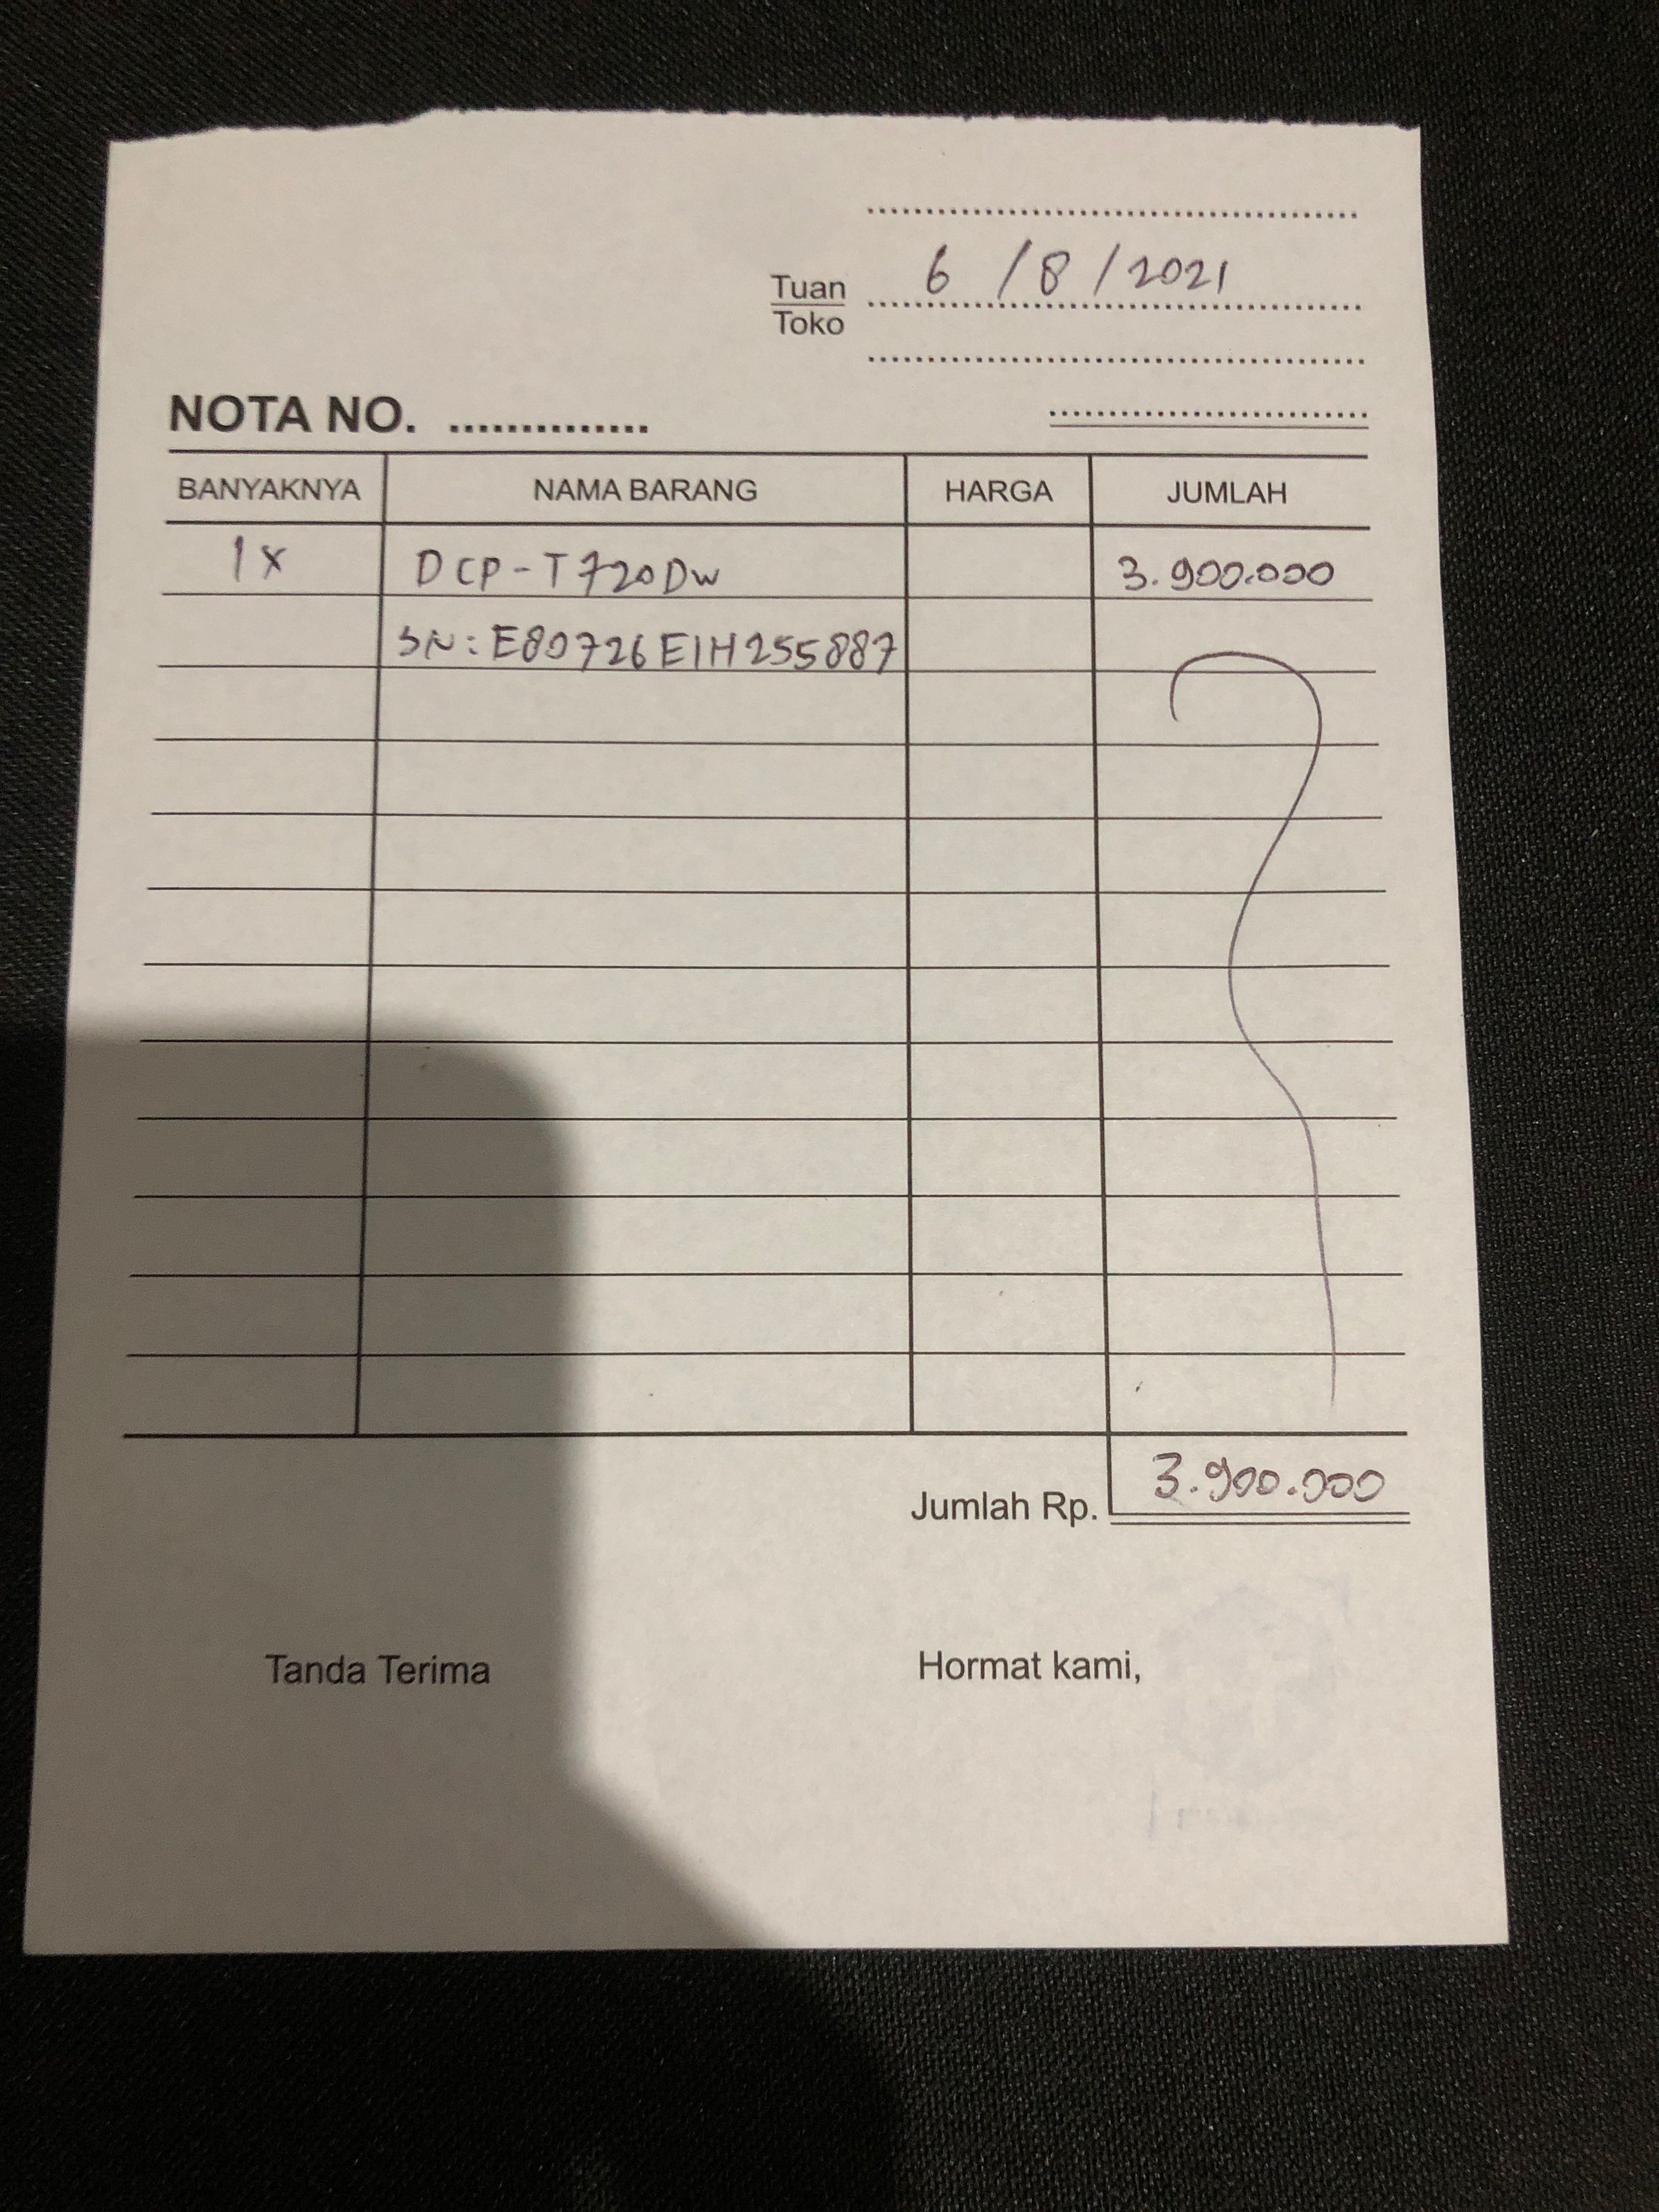 6/8/2021
Tuan
Toko
NOTA NO. ..............
BANYAKNYA NAMA BARANG HARGA JUMLAH
1x DCP-T720DW 3.900.000
SN: E80726E1H255887
Jumlah Rp. 3.900.000
Tanda Terima Hormat kami,